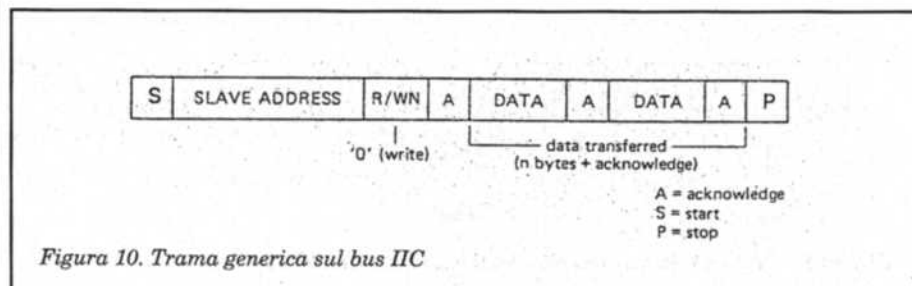 S SLAVE ADDRESS R/WN A DATA A DATA A P
'0' (write)
data transferred
(n bytes + acknowledge)
A = acknowledge
S = start
P = stop
Figura 10. Trama generica sul bus IIC